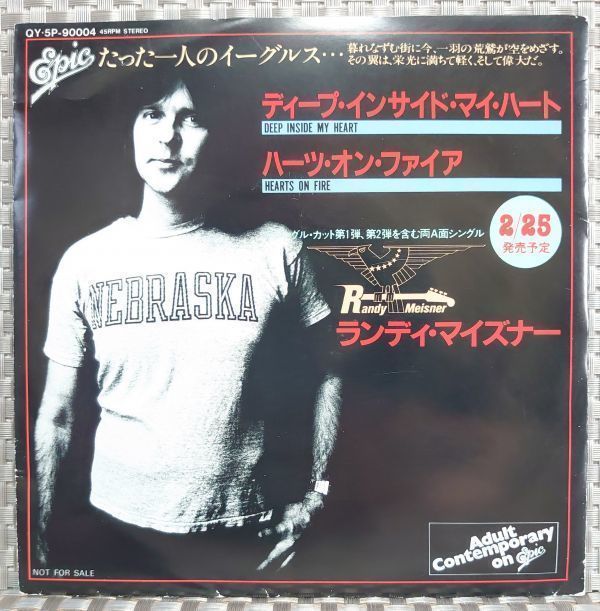 QY・5P-90004 45RPM STEREO
Epic
たった一人のイーグルス…
暮れなずむ街に今、一羽の荒鷲が空をめざす。
その翼は、栄光に満ちて軽く、そして偉大だ。
ディープ・インサイド・マイ・ハート
DEEP INSIDE MY HEART
ハーツ・オン・ファイア
HEARTS ON FIRE
グル・カット第1弾、第2弾を含む両A面シングル
2/25
発売予定
Randy Meisner
ランディ・マイズナー
NEBRASKA
Adult
Contemporary
on Epic
NOT FOR SALE